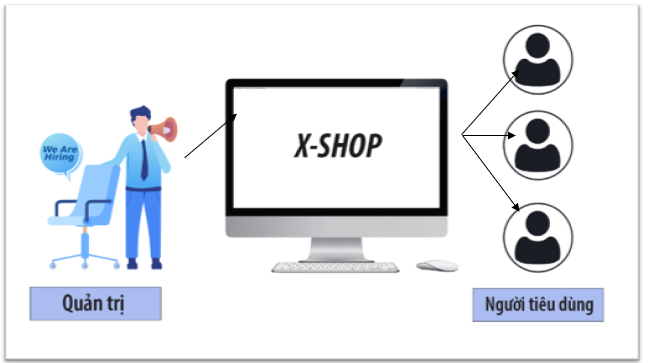 We Are
Hiring
X-SHOP
Quản trị
Người tiêu dùng